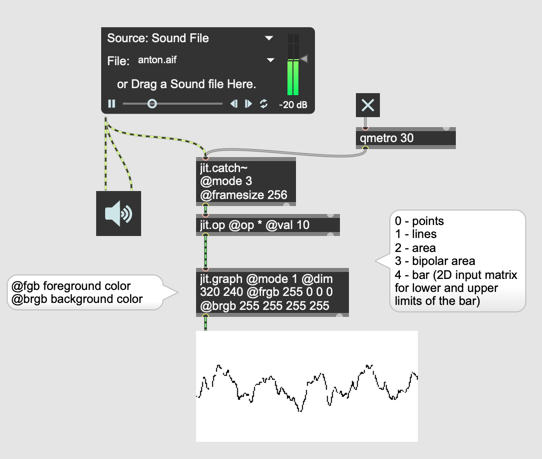 Source: Sound File
File: anton.aif
or Drag a Sound file Here.
-20 dB
qmetro 30
jit.catch~
@mode 3
@framesize 256
jit.op @op * @val 10
0 - points
1 - lines
2 - area
3 - bipolar area
4 - bar (2D input matrix
for lower and upper
limits of the bar)
@fgb foreground color
@brgb background color
jit.graph @mode 1 @dim
320 240 @frgb 255 0 0 0
@brgb 255 255 255 255